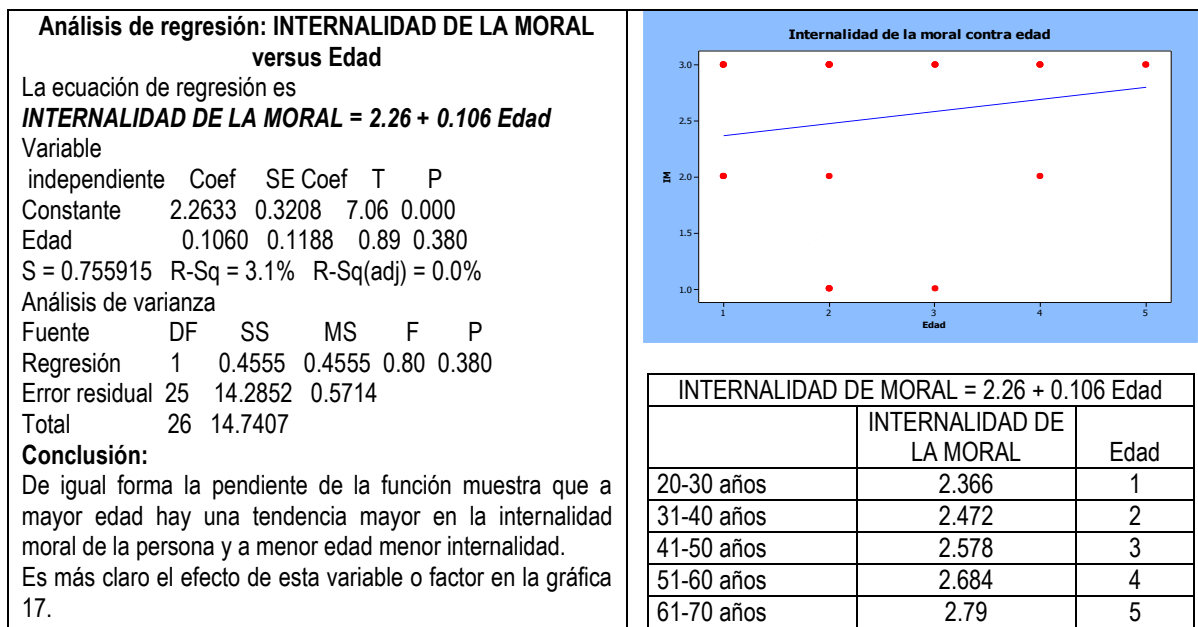 Análisis de regresión: INTERNALIDAD DE LA MORAL
versus Edad
La ecuación de regresión es
INTERNALIDAD DE LA MORAL = 2.26 + 0.106 Edad
Variable
independiente Coef SE Coef T P
Constante 2.2633 0.3208 7.06 0.000
Edad 0.1060 0.1188 0.89 0.380
S = 0.755915 R-Sq = 3.1% R-Sq(adj) = 0.0%
Análisis de varianza
Fuente DF SS MS F P
Regresión 1 0.4555 0.4555 0.80 0.380
Error residual 25 14.2852 0.5714
Total 26 14.7407
Conclusión:
De igual forma la pendiente de la función muestra que a
mayor edad hay una tendencia mayor en la internalidad
moral de la persona y a menor edad menor internalidad.
Es más claro el efecto de esta variable o factor en la gráfica
17.
Internalidad de la moral contra edad
3.0
2.5
2.0
1.5
1.0
IM
1 2 3 4 5
Edad
INTERNALIDAD DE MORAL = 2.26 + 0.106 Edad
INTERNALIDAD DE
LA MORAL Edad
20-30 años 2.366 1
31-40 años 2.472 2
41-50 años 2.578 3
51-60 años 2.684 4
61-70 años 2.79 5